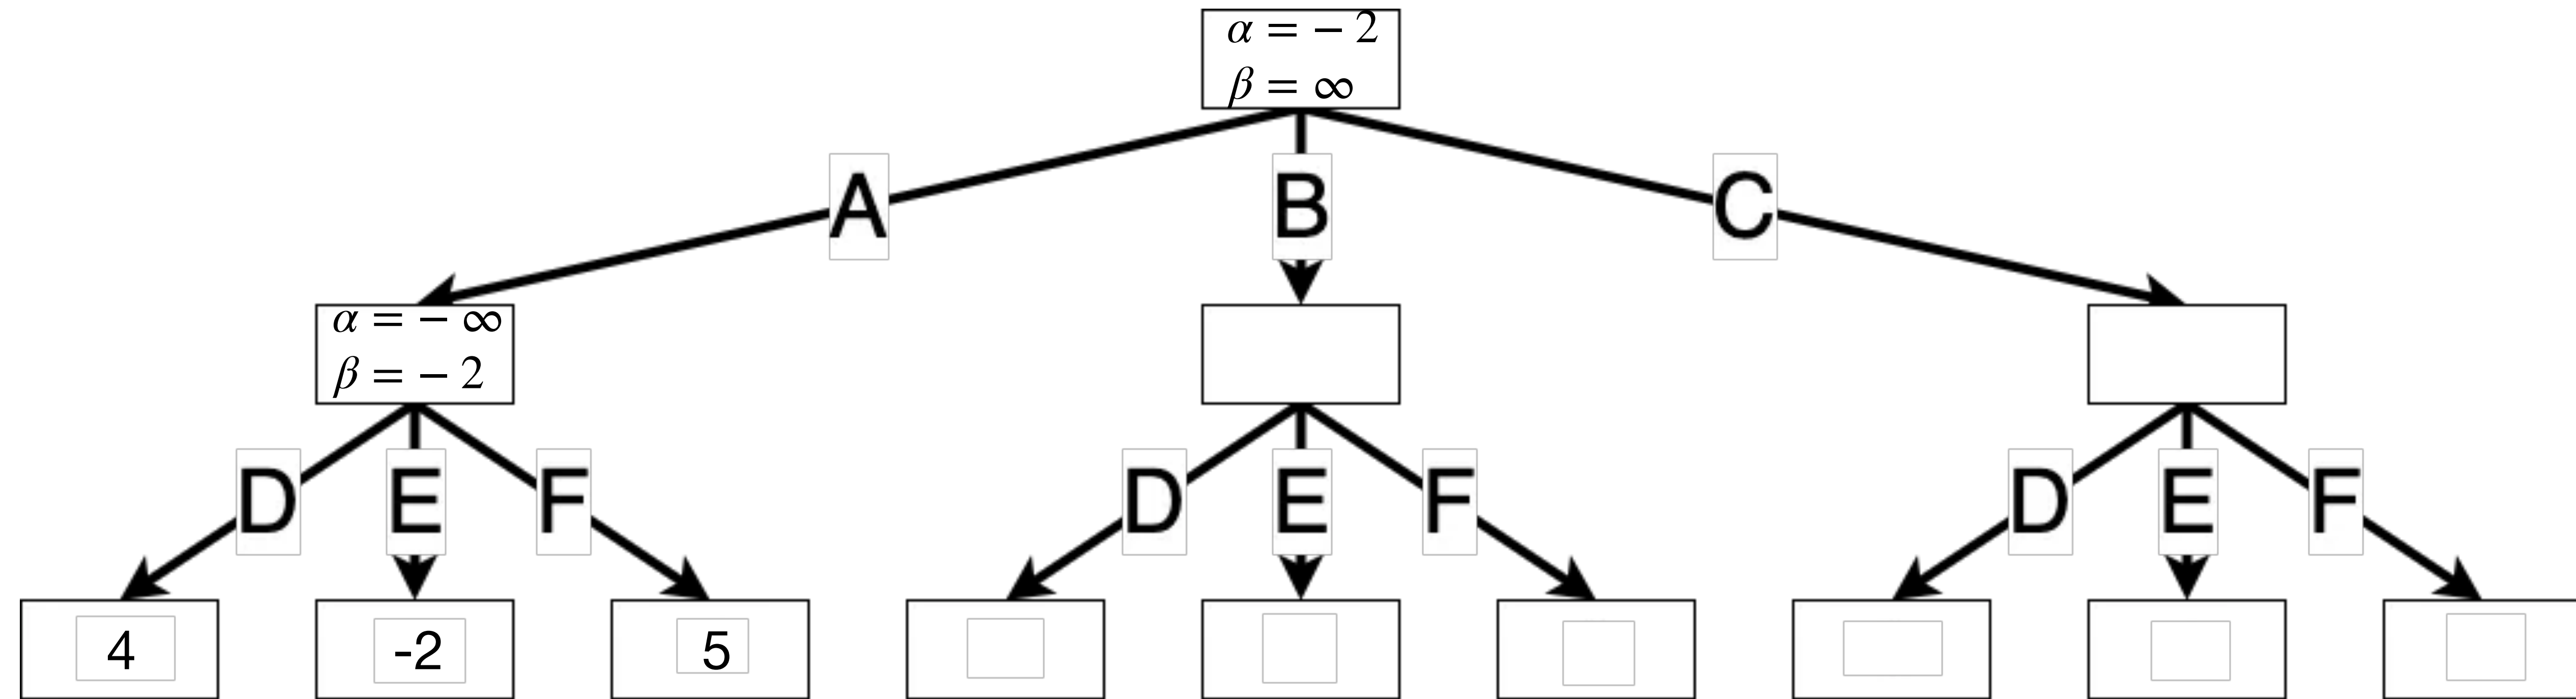 α = − 2
β = ∞
A B C
α = − ∞
β = − 2
D E F D E F D E F
4 -2 5